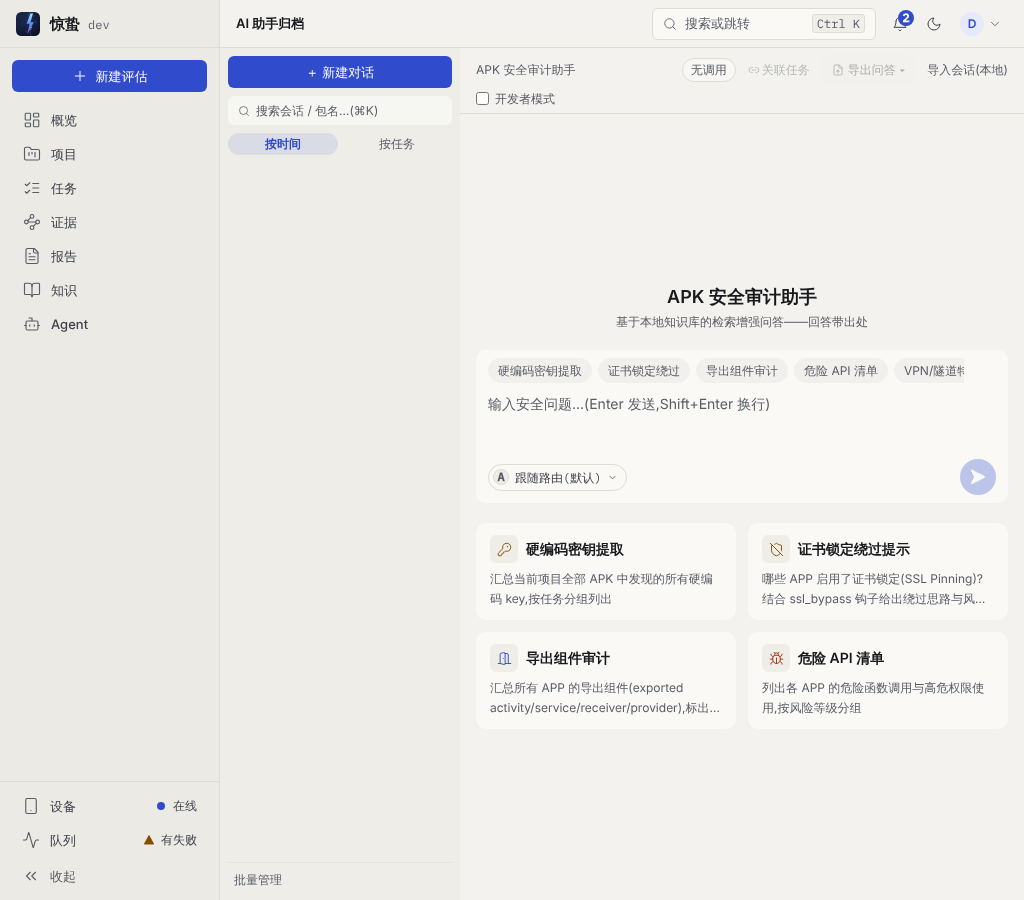 惊蛰 dev
AI 助手归档
搜索或跳转
Ctrl K
2
D
新建评估
概览
项目
任务
证据
报告
知识
Agent
设备
在线
队列
有失败
收起
+ 新建对话
搜索会话 / 包名...(⌘K)
按时间
按任务
批量管理
APK 安全审计助手
无调用
关联任务
导出问答
导入会话(本地)
开发者模式
APK 安全审计助手
基于本地知识库的检索增强问答——回答带出处
硬编码密钥提取
证书锁定绕过
导出组件审计
危险 API 清单
VPN/隧道
输入安全问题...(Enter 发送,Shift+Enter 换行)
A 跟随路由(默认)
硬编码密钥提取
汇总当前项目全部 APK 中发现的所有硬编
码 key,按任务分组列出
证书锁定绕过提示
哪些 APP 启用了证书锁定(SSL Pinning)?
结合 ssl_bypass 钩子给出绕过思路与风...
导出组件审计
汇总所有 APP 的导出组件(exported
activity/service/receiver/provider),标出...
危险 API 清单
列出各 APP 的危险函数调用与高危权限使
用,按风险等级分组